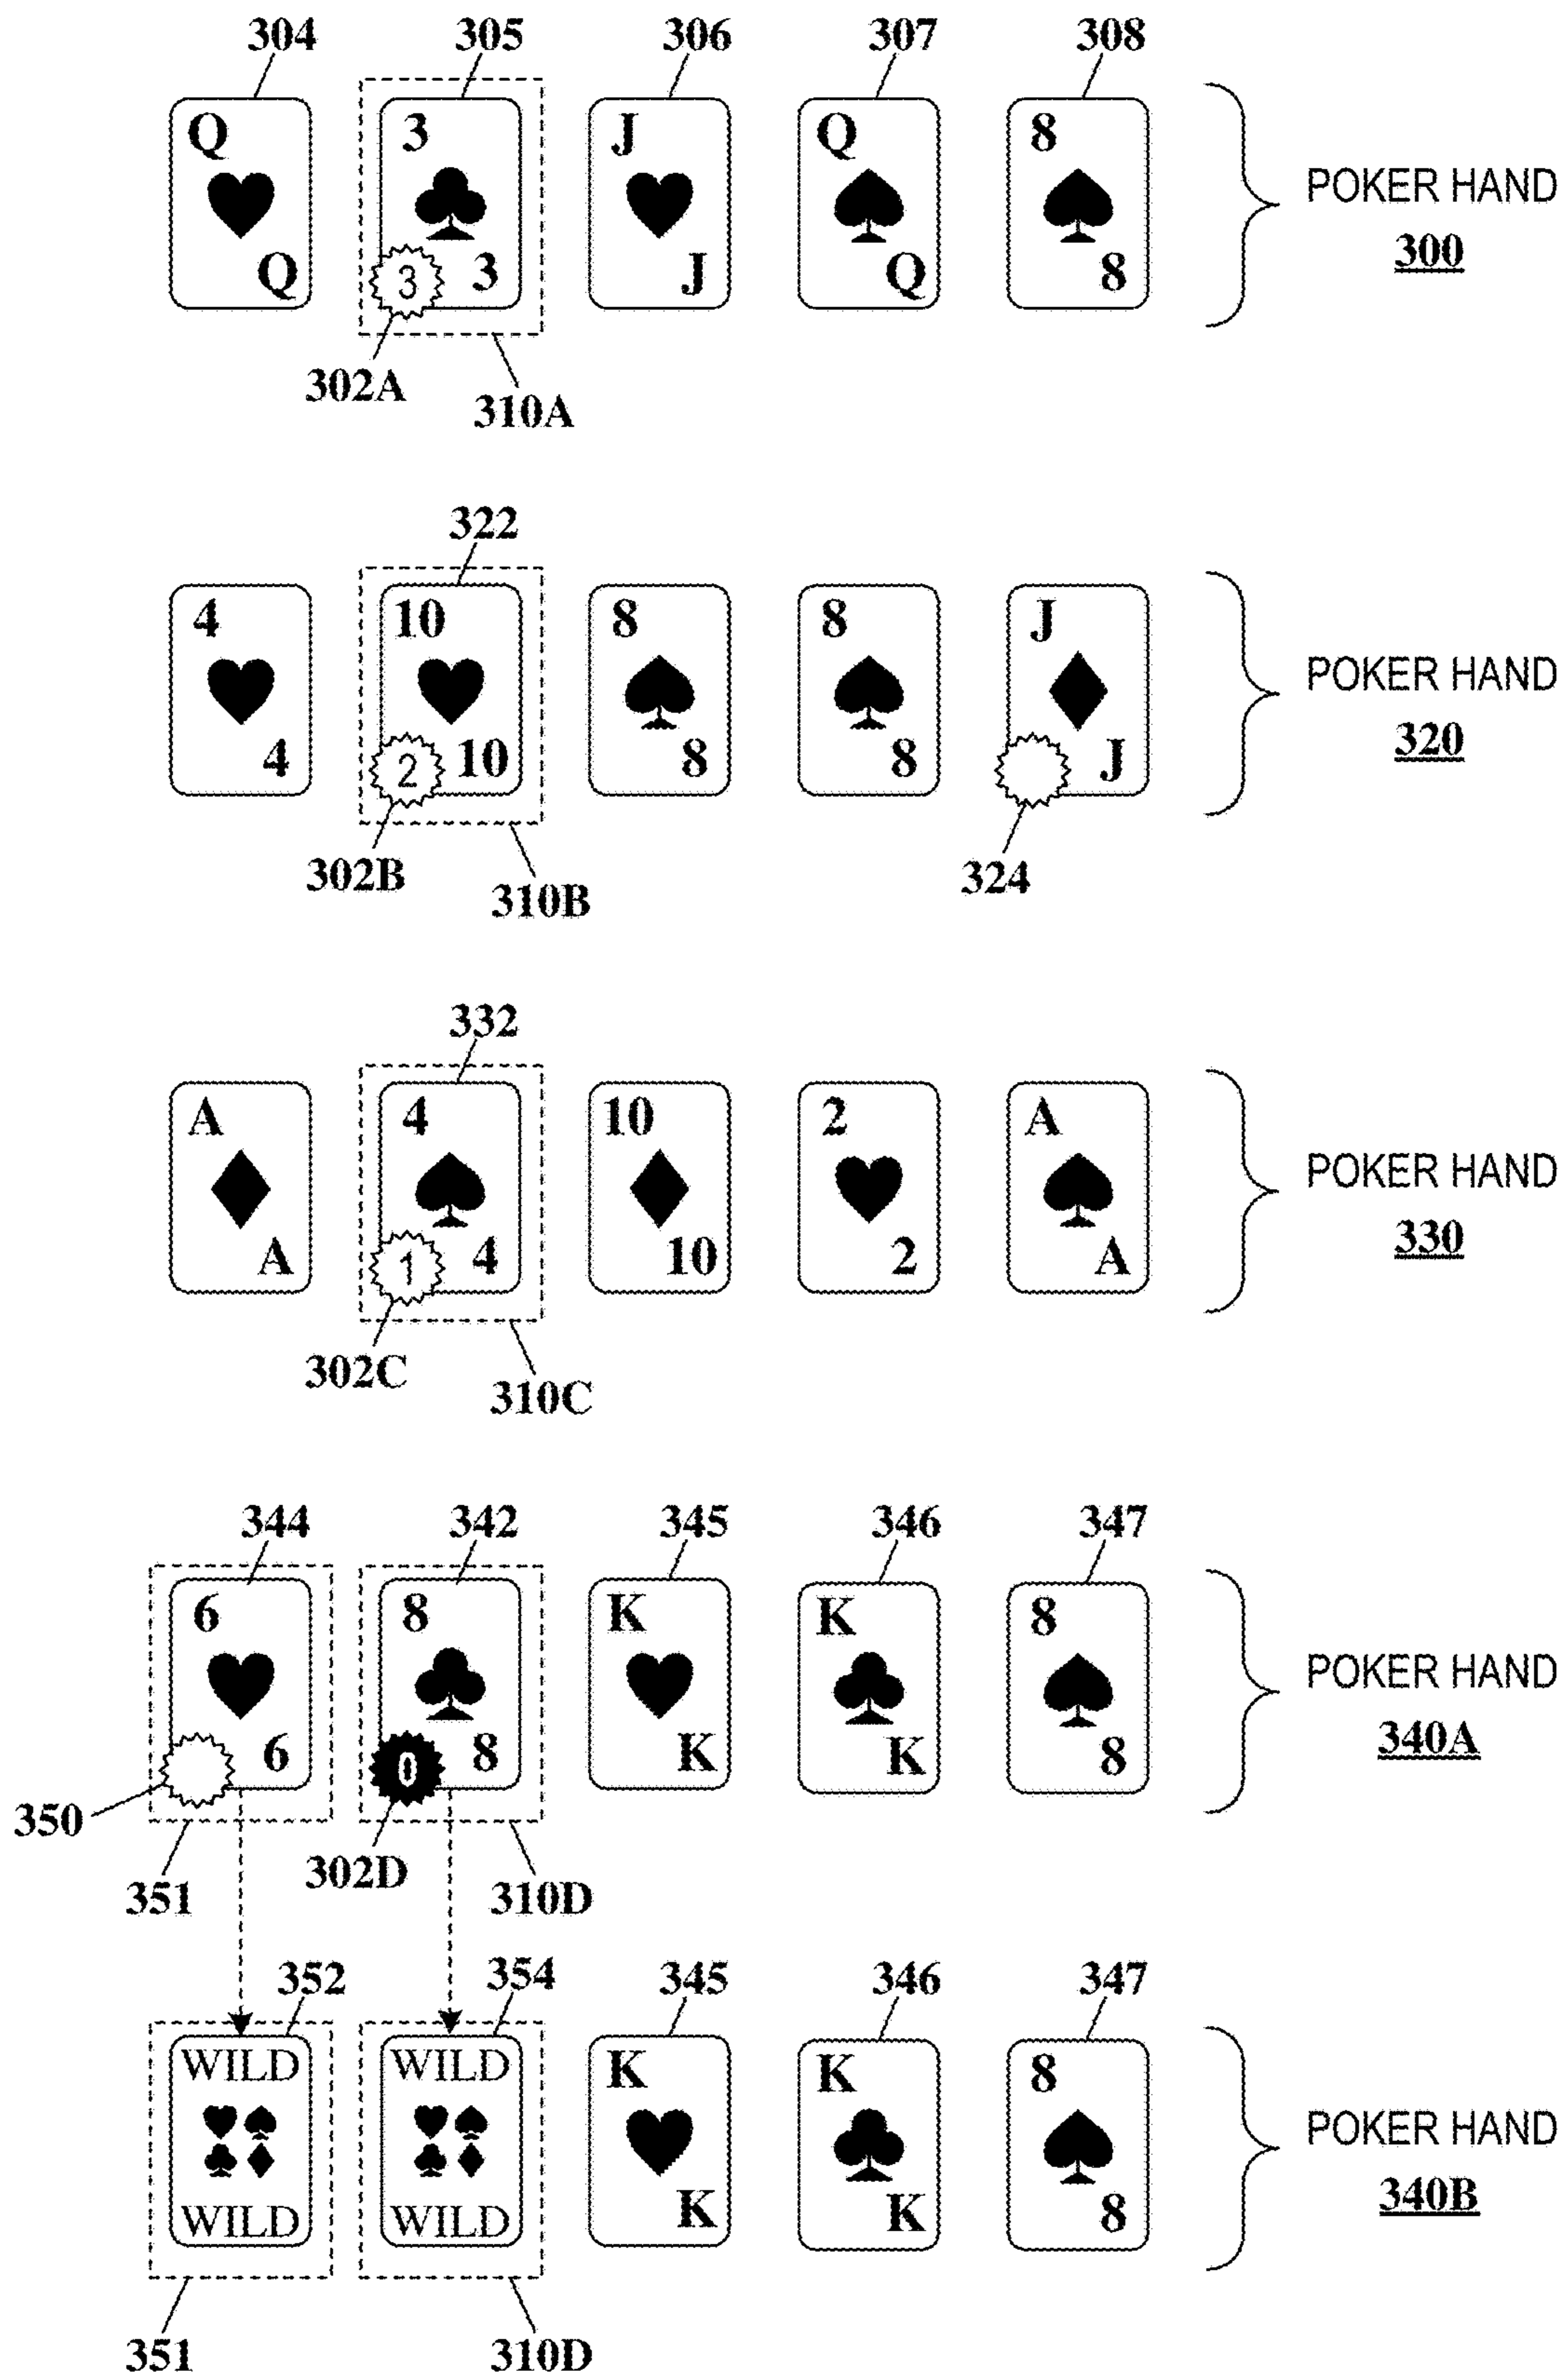 304 305 306 307 308
Q 3 J Q 8
Q 3 3 J Q 8
POKER HAND
300
302A 310A
322
4 10 8 8 J
4 2 10 8 8 J
POKER HAND
320
302B 310B 324
332
A 4 10 2 A
A 1 4 10 2 A
POKER HAND
330
302C 310C
344 342 345 346 347
6 8 K K 8
6 0 8 K K 8
POKER HAND
340A
350 351 302D 310D
352 354 345 346 347
WILD WILD K K 8
WILD WILD K K 8
POKER HAND
340B
351 310D